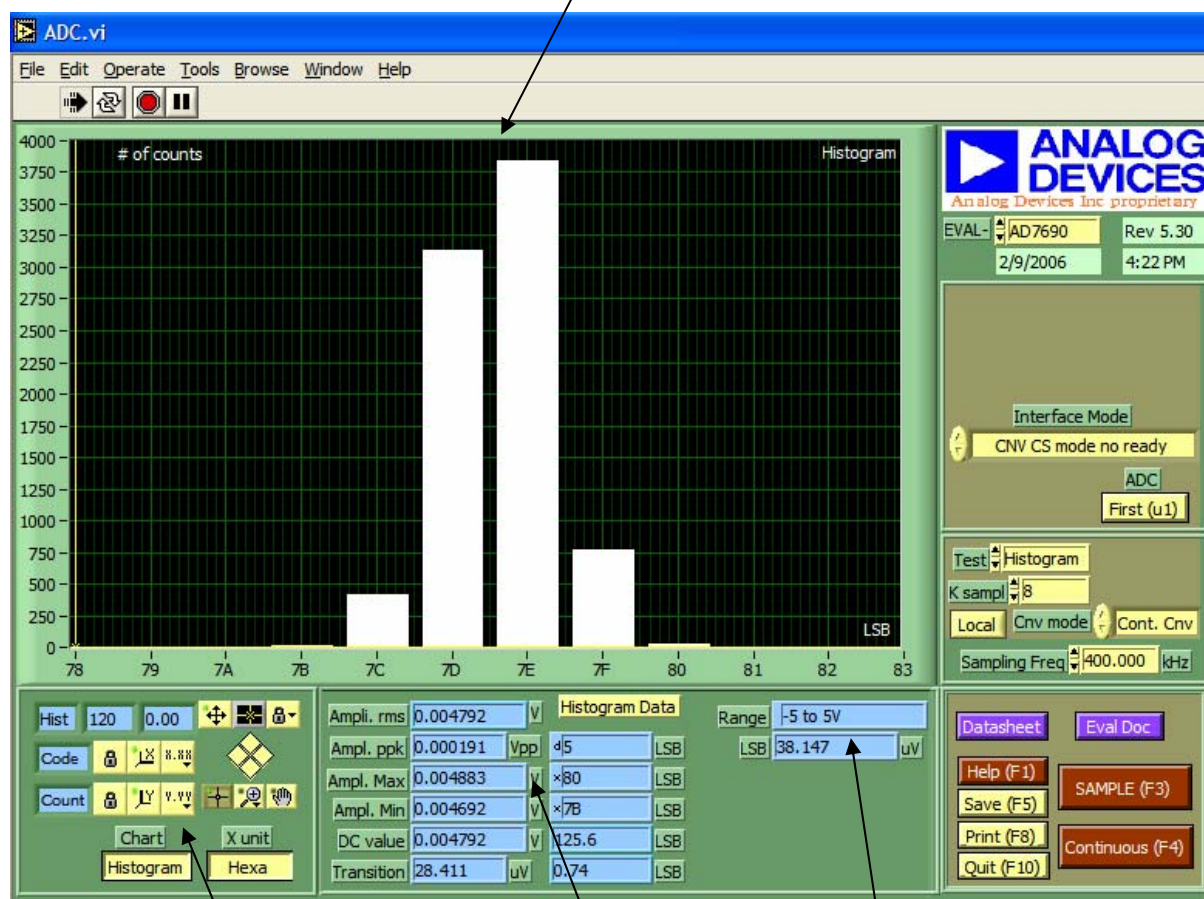 ADC.vi
File Edit Operate Tools Browse Window Help
# of counts
Histogram
4000
3750
3500
3250
3000
2750
2500
2250
2000
1750
1500
1250
1000
750
500
250
0
LSB
78 79 7A 7B 7C 7D 7E 7F 80 81 82 83
ANALOG
DEVICES
Analog Devices Inc proprietary
EVAL- AD7690 Rev 5.30
2/9/2006 4:22 PM
Interface Mode
CNV CS mode no ready
ADC
First (u1)
Test Histogram
K sampl 8
Local Cnv mode Cont. Cnv
Sampling Freq 400.000 kHz
Hist 120 0.00
Code X X.XX
Count Y Y.YY
Chart X unit
Histogram Hexa
Histogram Data
Ampli. rms 0.004792 V
Ampl. ppk 0.000191 Vpp d 5 LSB
Ampl. Max 0.004883 V x 80 LSB
Ampl. Min 0.004692 V x 7B LSB
DC value 0.004792 V 125.6 LSB
Transition 28.411 uV 0.74 LSB
Range -5 to 5V
LSB 38.147 uV
Datasheet Eval Doc
Help (F1)
Save (F5)
Print (F8)
Quit (F10)
SAMPLE (F3)
Continuous (F4)